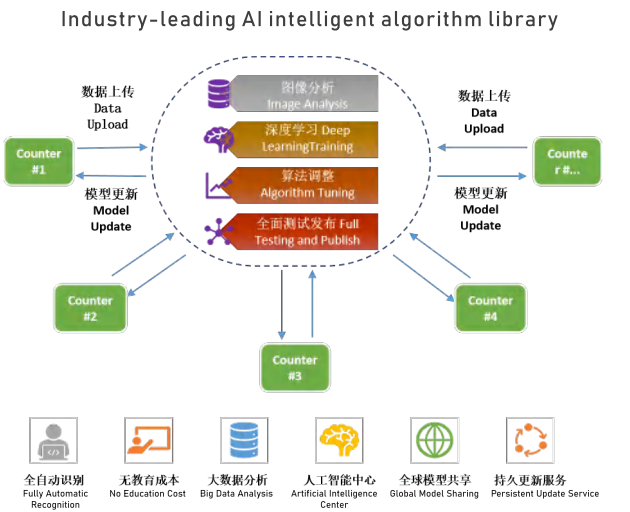 Industry-leading AI intelligent algorithm library
图像分析
Image Analysis
深度学习 Deep
LearningTraining
算法调整
Algorithm Tuning
全面测试发布 Full
Testing and Publish
数据上传
Data
Upload
Counter
#1
模型更新
Model
Update
数据上传
Data
Upload
Counte
r #...
模型更新
Model
Update
Counter
#2
Counter
#3
Counter
#4
全自动识别
Fully Automatic
Recognition
无教育成本
No Education Cost
大数据分析
Big Data Analysis
人工智能中心
Artificial Intelligence
Center
全球模型共享
Global Model Sharing
持久更新服务
Persistent Update Service